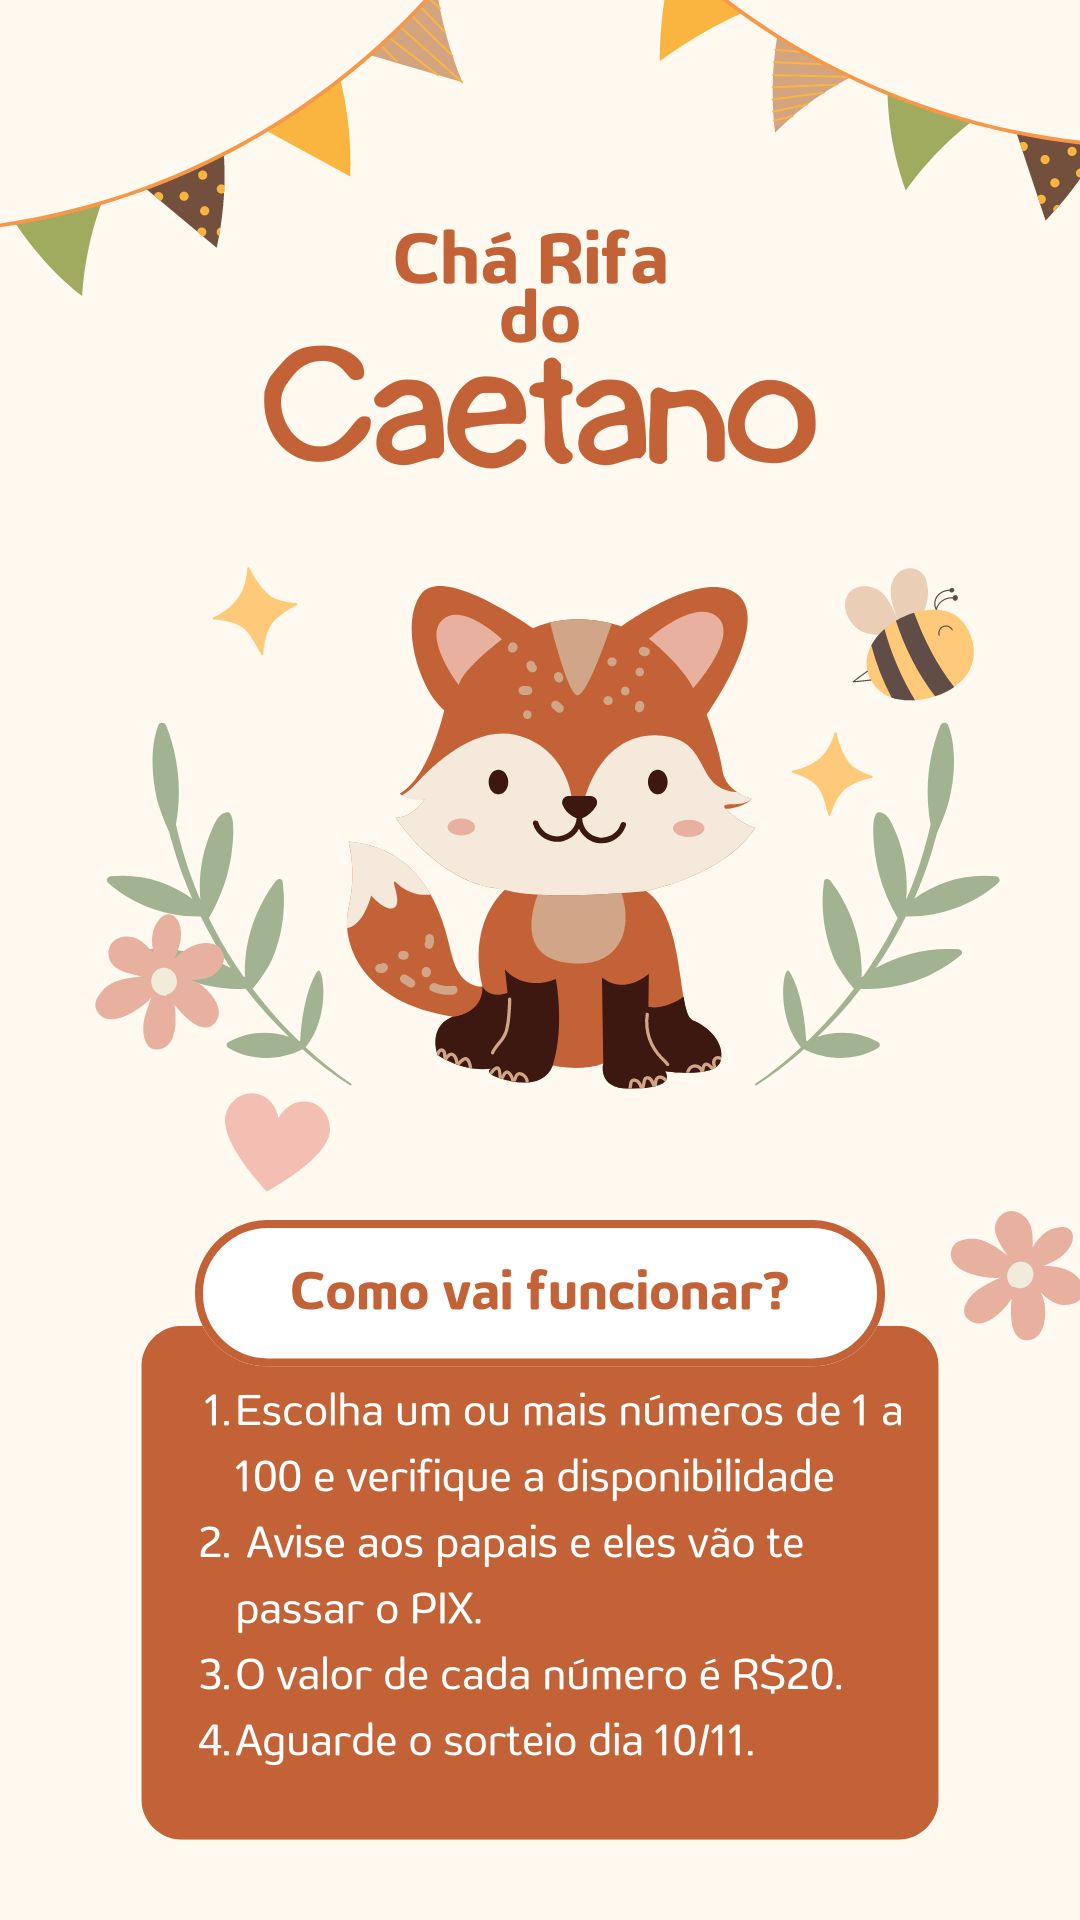 Chá Rifa
do
Caetano
Como vai funcionar?
1. Escolha um ou mais números de 1 a
100 e verifique a disponibilidade
2. Avise aos papais e eles vão te
passar o PIX.
3. O valor de cada número é R$20.
4. Aguarde o sorteio dia 10/11.